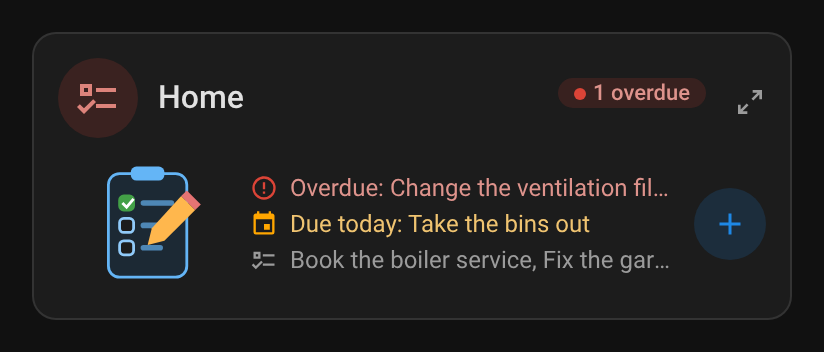 Home
1 overdue
Overdue: Change the ventilation fil...
Due today: Take the bins out
Book the boiler service, Fix the gar...